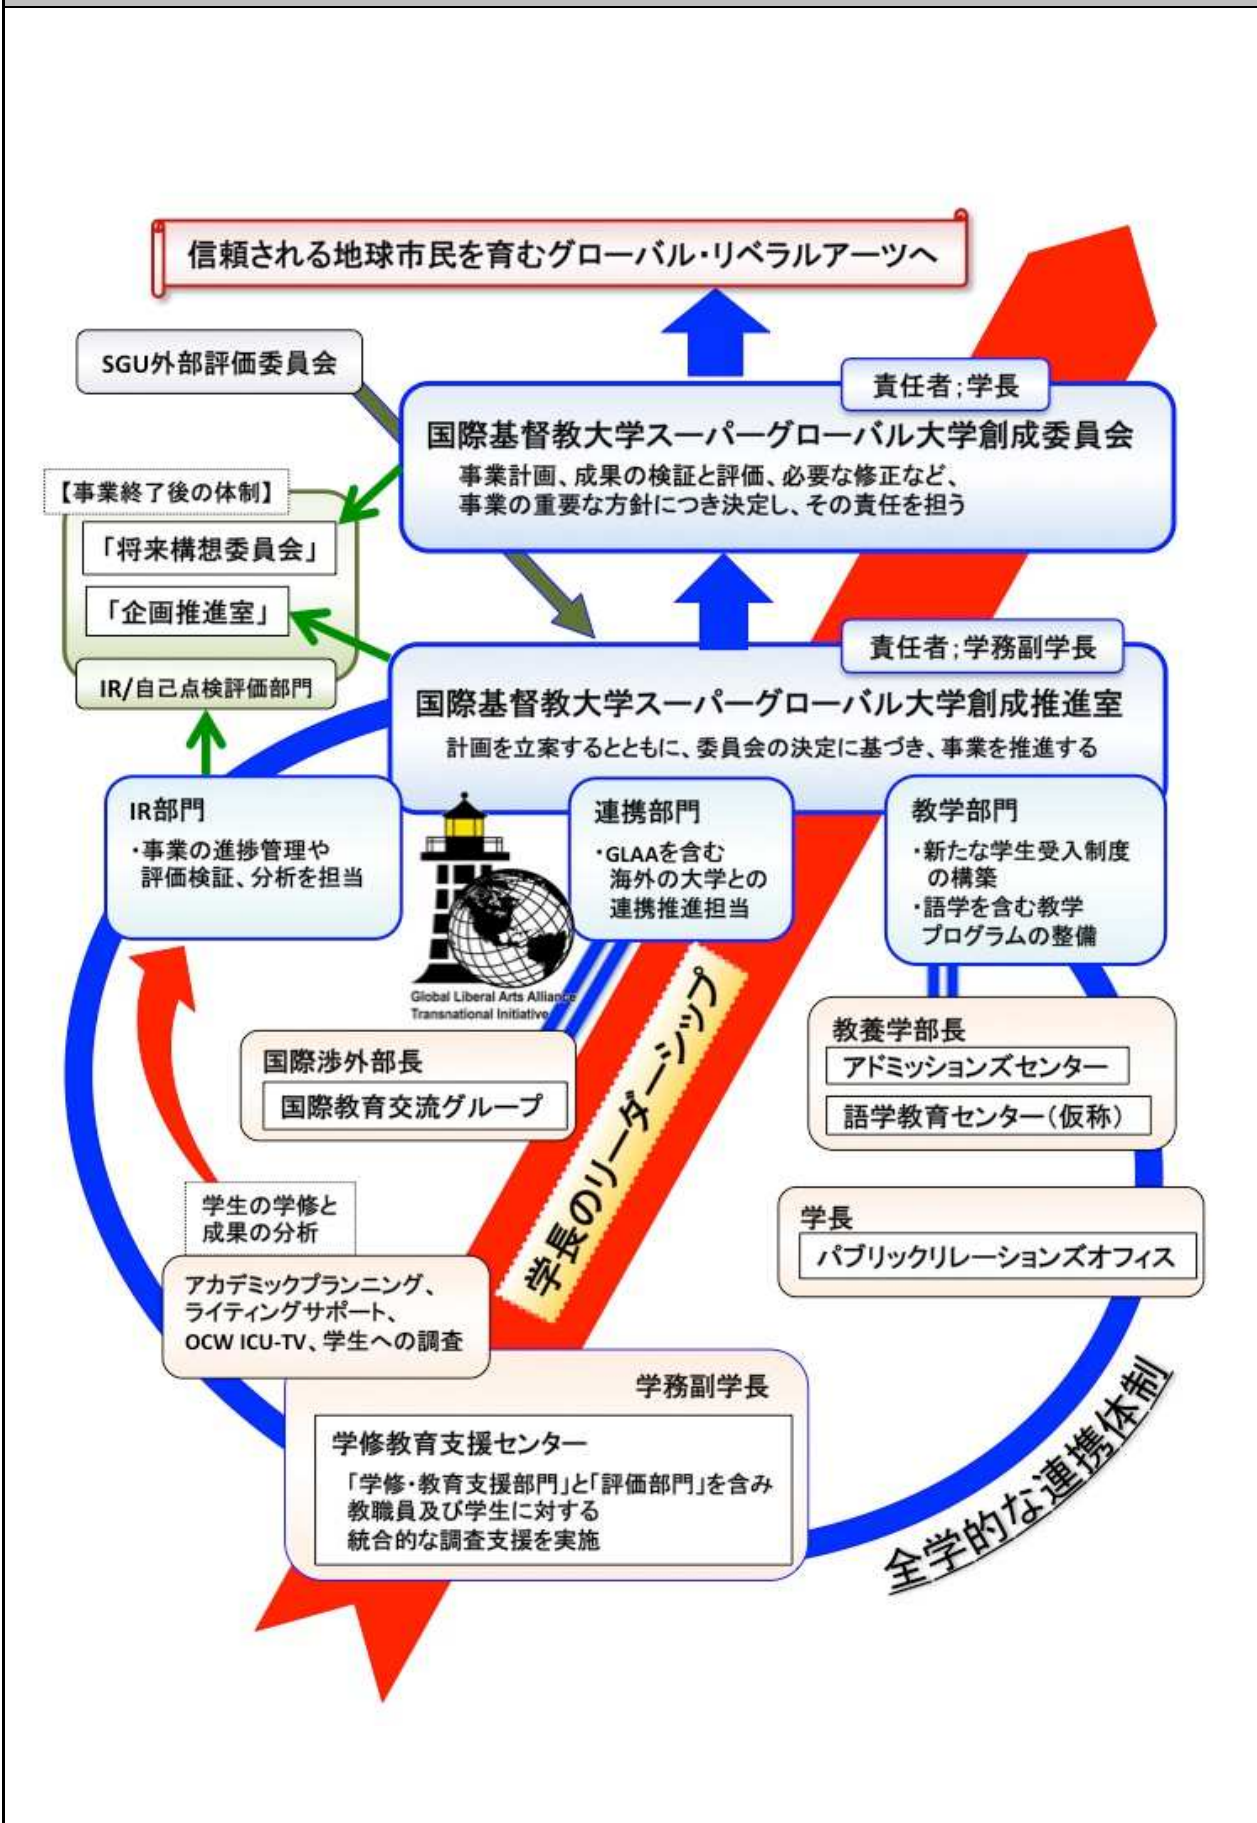 信頼される地球市民を育むグローバル・リベラルアーツへ
SGU外部評価委員会
責任者;学長
国際基督教大学スーパーグローバル大学創成委員会
事業計画、成果の検証と評価、必要な修正など、
事業の重要な方針につき決定し、その責任を担う
【事業終了後の体制】
「将来構想委員会」
「企画推進室」
IR/自己点検評価部門
責任者;学務副学長
国際基督教大学スーパーグローバル大学創成推進室
計画を立案するとともに、委員会の決定に基づき、事業を推進する
IR部門
・事業の進捗管理や
評価検証、分析を担当
連携部門
・GLAAを含む
海外の大学との
連携推進担当
教学部門
・新たな学生受入制度
の構築
・語学を含む教学
プログラムの整備
Global Liberal Arts Alliance
Transnational Initiative
国際渉外部長
国際教育交流グループ
教養学部長
アドミッションズセンター
語学教育センター(仮称)
学長のリーダーシップ
学長
パブリックリレーションズオフィス
学生の学修と
成果の分析
アカデミックプランニング、
ライティングサポート、
OCW ICU-TV、学生への調査
学務副学長
学修教育支援センター
「学修・教育支援部門」と「評価部門」を含み
教職員及び学生に対する
統合的な調査支援を実施
全学的な連携体制